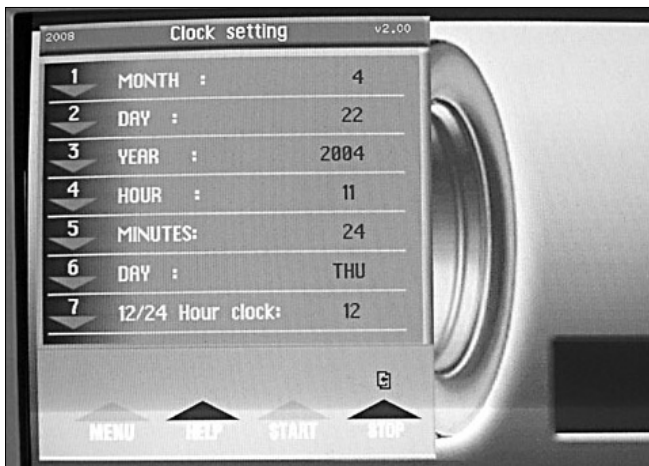 2008 Clock setting v2.00
1 MONTH : 4
2 DAY : 22
3 YEAR : 2004
4 HOUR : 11
5 MINUTES: 24
6 DAY : THU
7 12/24 Hour clock: 12
MENU HELP START STOP